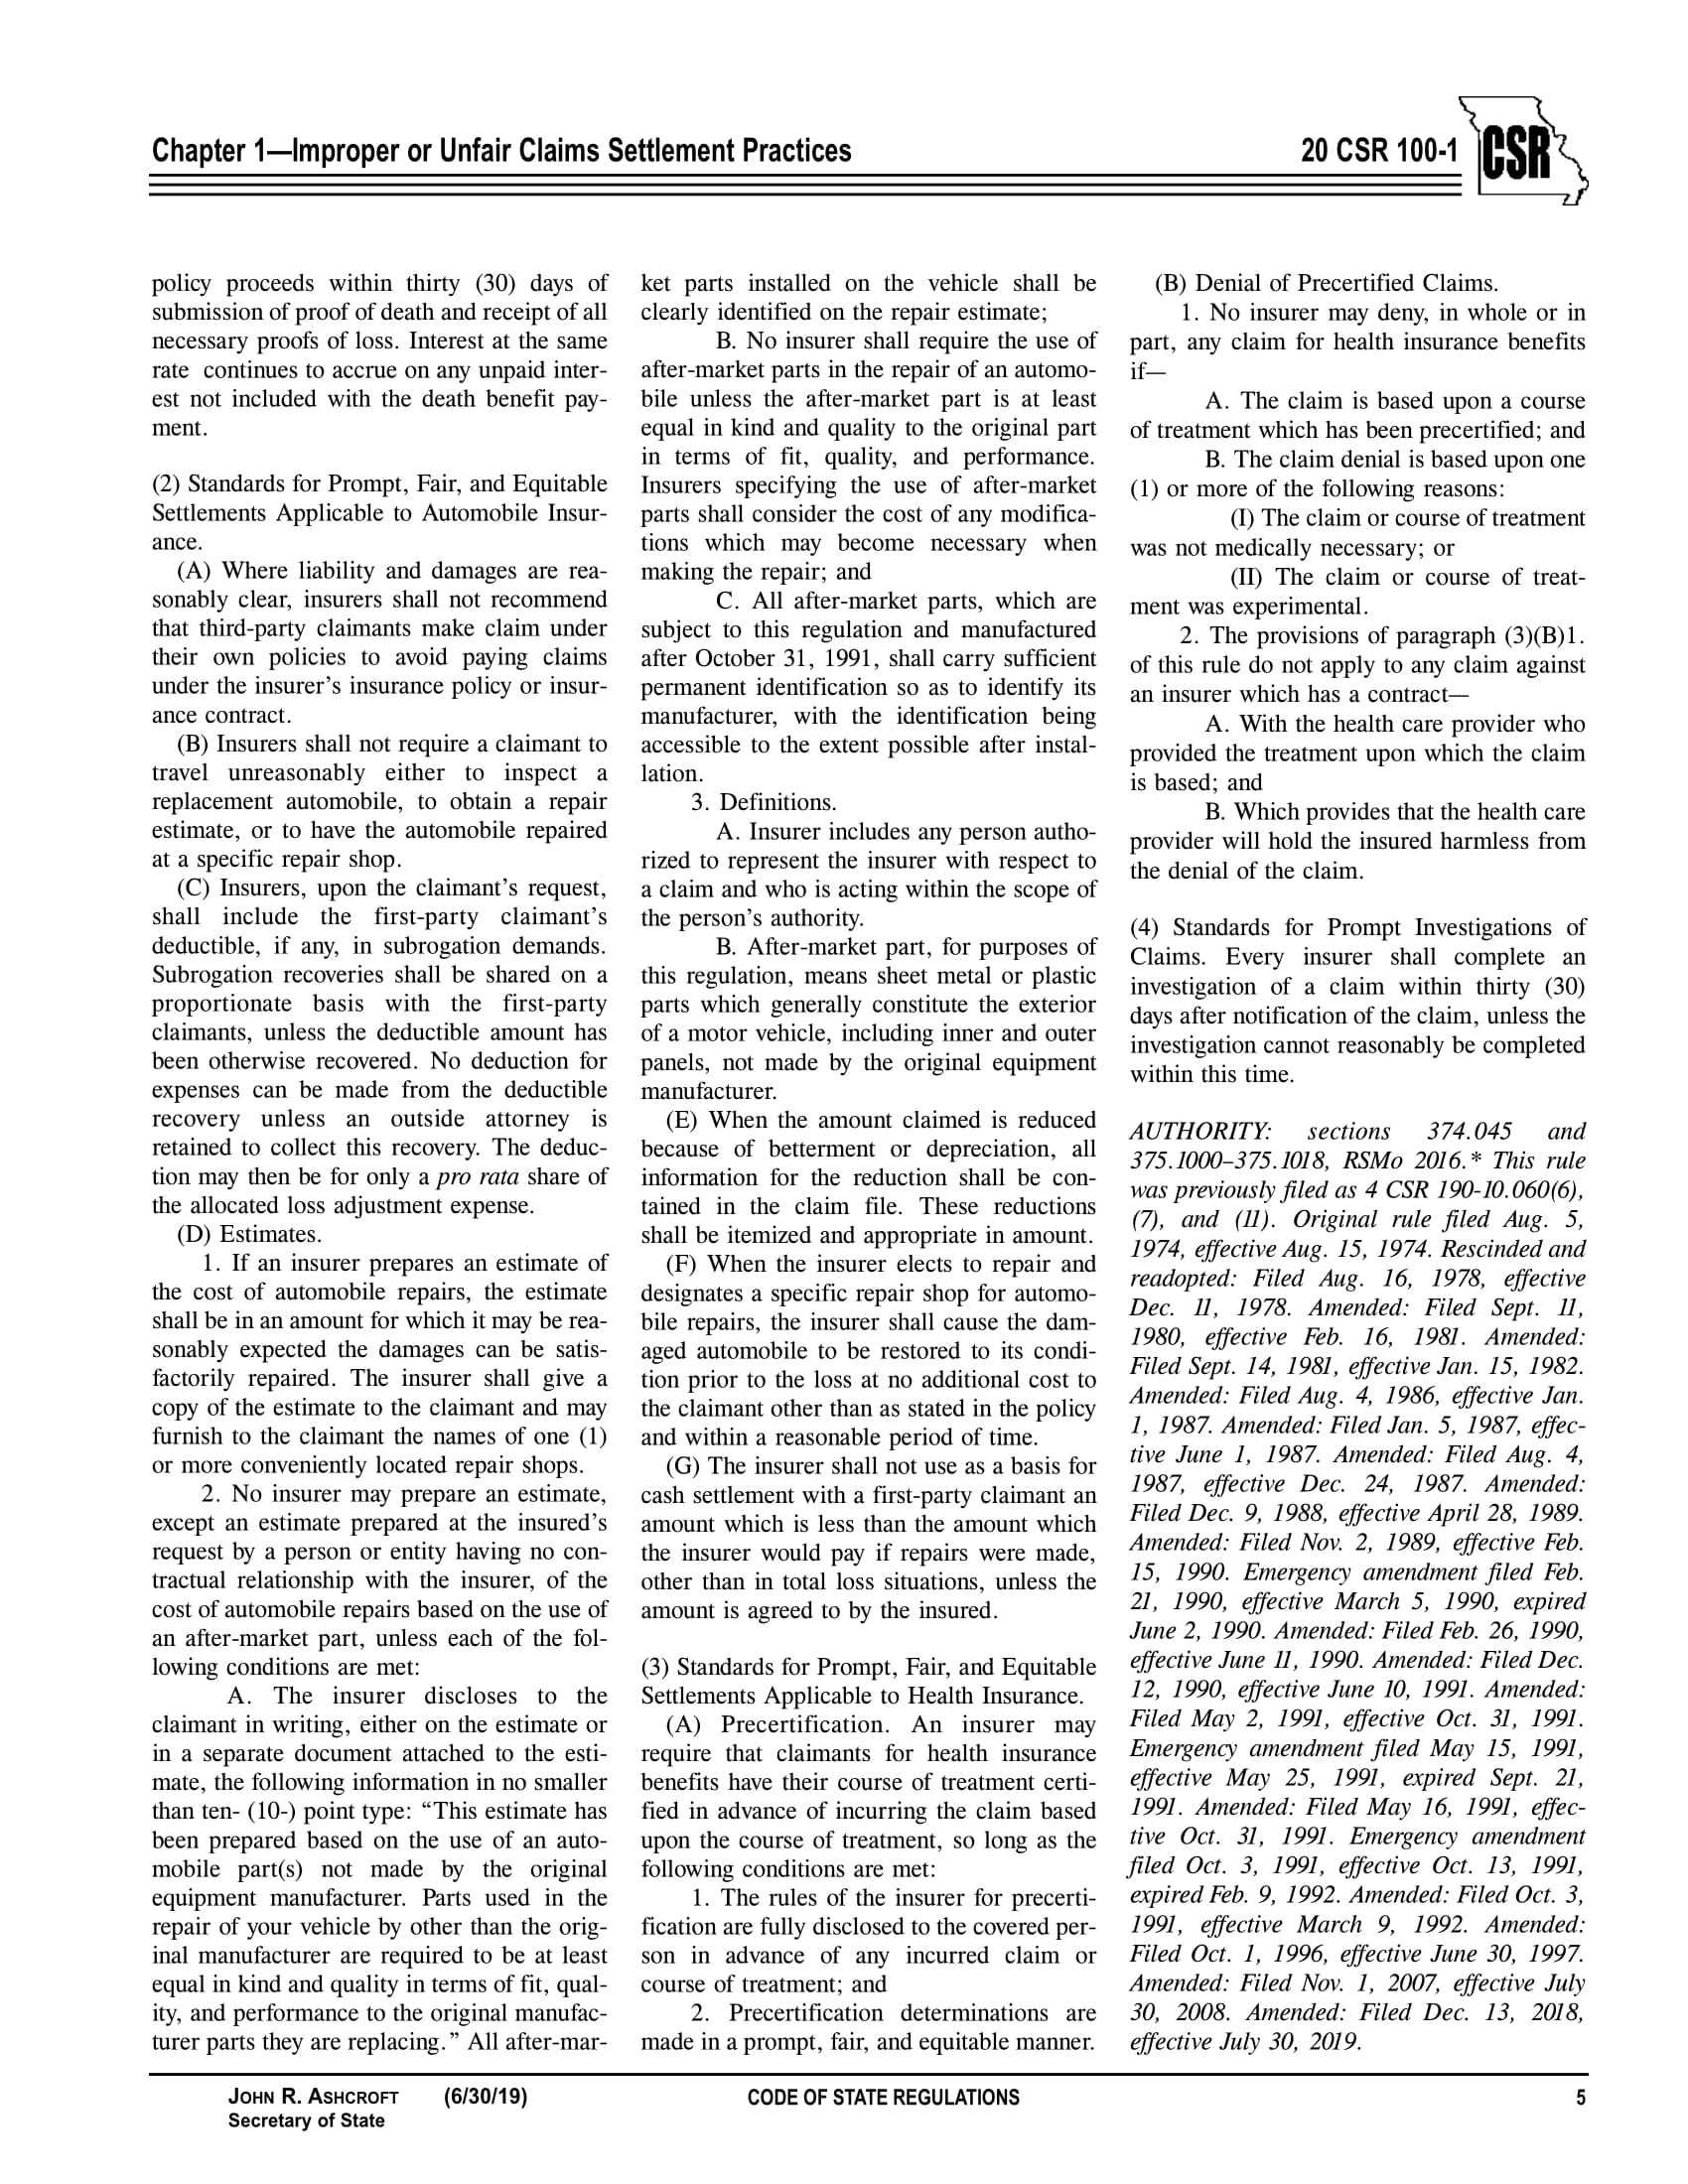 Chapter 1—Improper or Unfair Claims Settlement Practices
20 CSR 100-1
CSR
policy proceeds within thirty (30) days of
submission of proof of death and receipt of all
necessary proofs of loss. Interest at the same
rate continues to accrue on any unpaid inter-
est not included with the death benefit pay-
ment.
(2) Standards for Prompt, Fair, and Equitable
Settlements Applicable to Automobile Insur-
ance.
(A) Where liability and damages are rea-
sonably clear, insurers shall not recommend
that third-party claimants make claim under
their own policies to avoid paying claims
under the insurer's insurance policy or insur-
ance contract.
(B) Insurers shall not require a claimant to
travel unreasonably either to inspect a
replacement automobile, to obtain a repair
estimate, or to have the automobile repaired
at a specific repair shop.
(C) Insurers, upon the claimant's request,
shall include the first-party claimant's
deductible, if any, in subrogation demands.
Subrogation recoveries shall be shared on a
proportionate basis with the first-party
claimants, unless the deductible amount has
been otherwise recovered. No deduction for
expenses can be made from the deductible
recovery unless an outside attorney is
retained to collect this recovery. The deduc-
tion may then be for only a pro rata share of
the allocated loss adjustment expense.
(D) Estimates.
1. If an insurer prepares an estimate of
the cost of automobile repairs, the estimate
shall be in an amount for which it may be rea-
sonably expected the damages can be satis-
factorily repaired. The insurer shall give a
copy of the estimate to the claimant and may
furnish to the claimant the names of one (1)
or more conveniently located repair shops.
2. No insurer may prepare an estimate,
except an estimate prepared at the insured's
request by a person or entity having no con-
tractual relationship with the insurer, of the
cost of automobile repairs based on the use of
an after-market part, unless each of the fol-
lowing conditions are met:
A. The insurer discloses to the
claimant in writing, either on the estimate or
in a separate document attached to the esti-
mate, the following information in no smaller
than ten- (10-) point type: “This estimate has
been prepared based on the use of an auto-
mobile part(s) not made by the original
equipment manufacturer. Parts used in the
repair of your vehicle by other than the orig-
inal manufacturer are required to be at least
equal in kind and quality in terms of fit, qual-
ity, and performance to the original manufac-
turer parts they are replacing.” All after-mar-
ket parts installed on the vehicle shall be
clearly identified on the repair estimate;
B. No insurer shall require the use of
after-market parts in the repair of an automo-
bile unless the after-market part is at least
equal in kind and quality to the original part
in terms of fit, quality, and performance.
Insurers specifying the use of after-market
parts shall consider the cost of any modifica-
tions which may become necessary when
making the repair; and
C. All after-market parts, which are
subject to this regulation and manufactured
after October 31, 1991, shall carry sufficient
permanent identification so as to identify its
manufacturer, with the identification being
accessible to the extent possible after instal-
lation.
3. Definitions.
A. Insurer includes any person autho-
rized to represent the insurer with respect to
a claim and who is acting within the scope of
the person's authority.
B. After-market part, for purposes of
this regulation, means sheet metal or plastic
parts which generally constitute the exterior
of a motor vehicle, including inner and outer
panels, not made by the original equipment
manufacturer.
(E) When the amount claimed is reduced
because of betterment or depreciation, all
information for the reduction shall be con-
tained in the claim file. These reductions
shall be itemized and appropriate in amount.
(F) When the insurer elects to repair and
designates a specific repair shop for automo-
bile repairs, the insurer shall cause the dam-
aged automobile to be restored to its condi-
tion prior to the loss at no additional cost to
the claimant other than as stated in the policy
and within a reasonable period of time.
(G) The insurer shall not use as a basis for
cash settlement with a first-party claimant an
amount which is less than the amount which
the insurer would pay if repairs were made,
other than in total loss situations, unless the
amount is agreed to by the insured.
(3) Standards for Prompt, Fair, and Equitable
Settlements Applicable to Health Insurance.
(A) Precertification. An insurer may
require that claimants for health insurance
benefits have their course of treatment certi-
fied in advance of incurring the claim based
upon the course of treatment, so long as the
following conditions are met:
1. The rules of the insurer for precerti-
fication are fully disclosed to the covered per-
son in advance of any incurred claim or
course of treatment; and
2. Precertification determinations are
made in a prompt, fair, and equitable manner.
(B) Denial of Precertified Claims.
1. No insurer may deny, in whole or in
part, any claim for health insurance benefits
if—
A. The claim is based upon a course
of treatment which has been precertified; and
B. The claim denial is based upon one
(1) or more of the following reasons:
(I) The claim or course of treatment
was not medically necessary; or
(II) The claim or course of treat-
ment was experimental.
2. The provisions of paragraph (3)(B)1.
of this rule do not apply to any claim against
an insurer which has a contract—
A. With the health care provider who
provided the treatment upon which the claim
is based; and
B. Which provides that the health care
provider will hold the insured harmless from
the denial of the claim.
(4) Standards for Prompt Investigations of
Claims. Every insurer shall complete an
investigation of a claim within thirty (30)
days after notification of the claim, unless the
investigation cannot reasonably be completed
within this time.
AUTHORITY: sections 374.045 and
375.1000–375.1018, RSMo 2016.* This rule
was previously filed as 4 CSR 190-10.060(6),
(7), and (11). Original rule filed Aug. 5,
1974, effective Aug. 15, 1974. Rescinded and
readopted: Filed Aug. 16, 1978, effective
Dec. 11, 1978. Amended: Filed Sept. 11,
1980, effective Feb. 16, 1981. Amended:
Filed Sept. 14, 1981, effective Jan. 15, 1982.
Amended: Filed Aug. 4, 1986, effective Jan.
1, 1987. Amended: Filed Jan. 5, 1987, effec-
tive June 1, 1987. Amended: Filed Aug. 4,
1987, effective Dec. 24, 1987. Amended:
Filed Dec. 9, 1988, effective April 28, 1989.
Amended: Filed Nov. 2, 1989, effective Feb.
15, 1990. Emergency amendment filed Feb.
21, 1990, effective March 5, 1990, expired
June 2, 1990. Amended: Filed Feb. 26, 1990,
effective June 11, 1990. Amended: Filed Dec.
12, 1990, effective June 10, 1991. Amended:
Filed May 2, 1991, effective Oct. 31, 1991.
Emergency amendment filed May 15, 1991,
effective May 25, 1991, expired Sept. 21,
1991. Amended: Filed May 16, 1991, effec-
tive Oct. 31, 1991. Emergency amendment
filed Oct. 3, 1991, effective Oct. 13, 1991,
expired Feb. 9, 1992. Amended: Filed Oct. 3,
1991, effective March 9, 1992. Amended:
Filed Oct. 1, 1996, effective June 30, 1997.
Amended: Filed Nov. 1, 2007, effective July
30, 2008. Amended: Filed Dec. 13, 2018,
effective July 30, 2019.
JOHN R. ASHCROFT (6/30/19)
Secretary of State
CODE OF STATE REGULATIONS
5